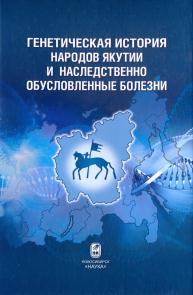 ГЕНЕТИЧЕСКАЯ ИСТОРИЯ
НАРОДОВ ЯКУТИИ
И НАСЛЕДСТВЕННО
ОБУСЛОВЛЕННЫЕ БОЛЕЗНИ
НОВОСИБИРСК
"НАУКА"